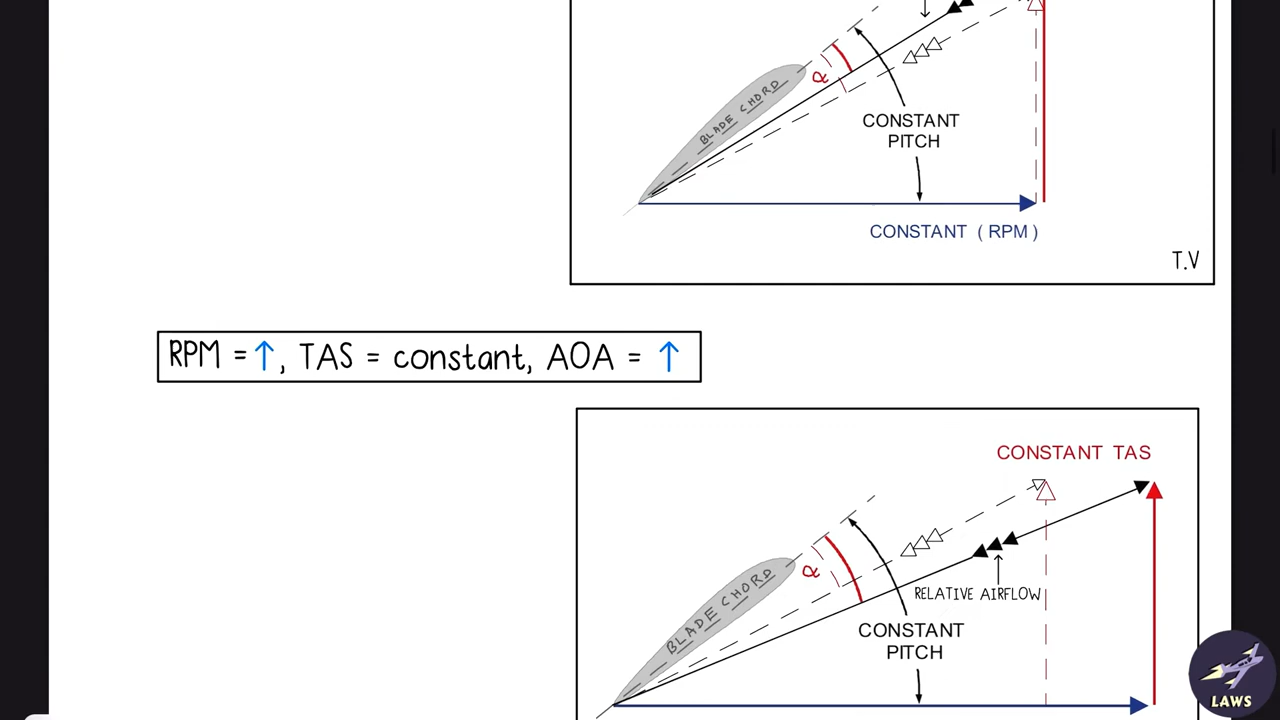 α
BLADE CHORD
CONSTANT
PITCH
CONSTANT ( RPM )
T.V
RPM = ↑, TAS = constant, AOA = ↑
CONSTANT TAS
α
BLADE CHORD
RELATIVE AIRFLOW
CONSTANT
PITCH
LAWS